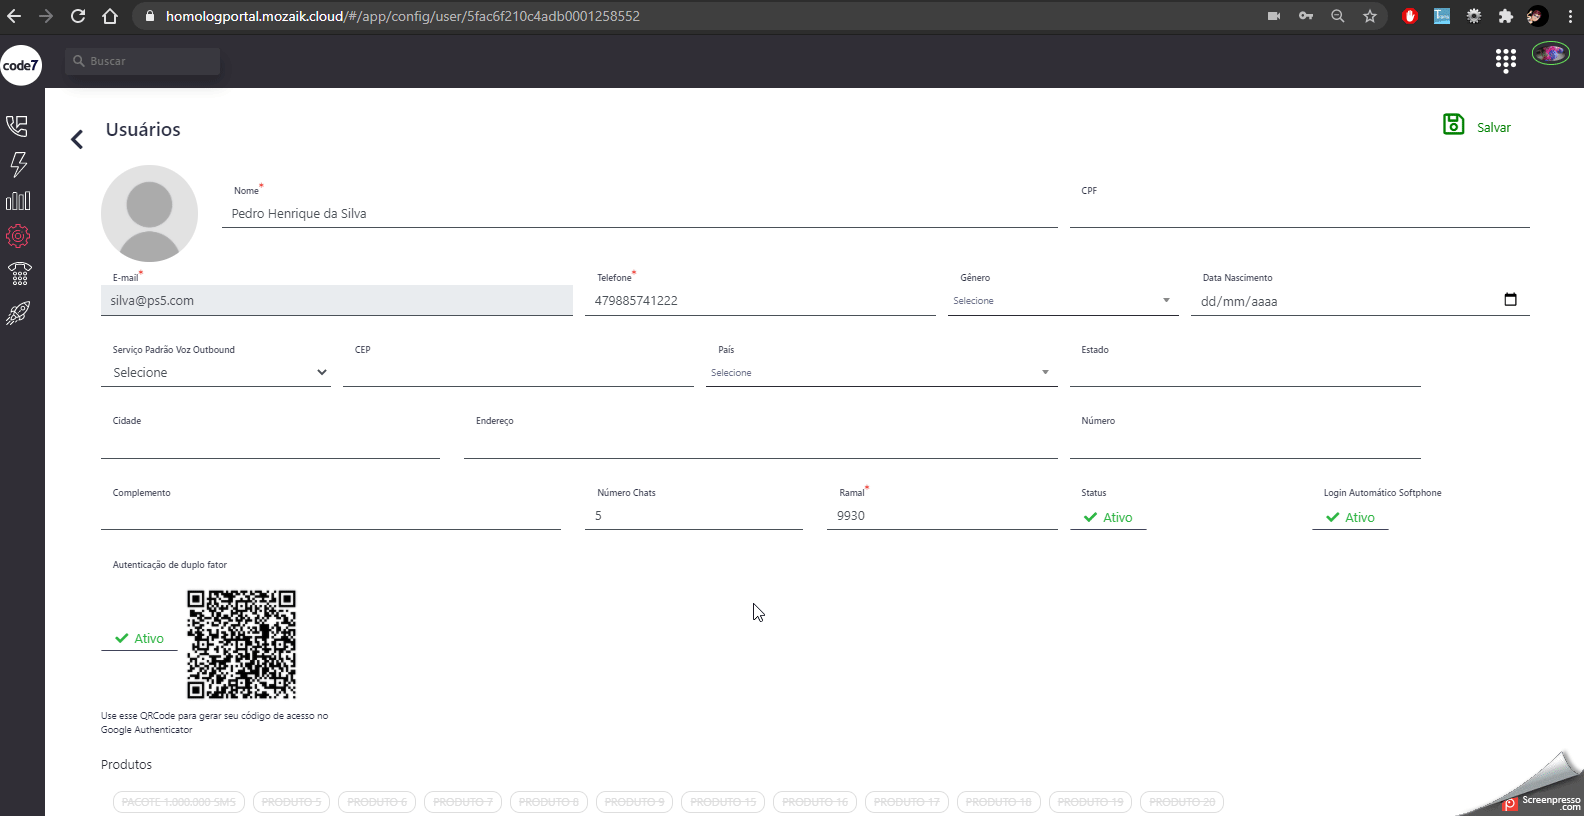 homologportal.mozaik.cloud/#/app/config/user/5fac6f210c4adb0001258552
code7
Buscar
Usuários
Salvar
Nome*
CPF
Pedro Henrique da Silva
E-mail*
Telefone*
Gênero
Data Nascimento
silva@ps5.com
479885741222
Selecione
dd/mm/aaaa
Serviço Padrão Voz Outbound
CEP
País
Estado
Selecione
Selecione
Cidade
Endereço
Número
Complemento
Número Chats
Ramal*
Status
Login Automático Softphone
5
9930
Ativo
Ativo
Autenticação de duplo fator
Ativo
Use esse QRCode para gerar seu código de acesso no
Google Authenticator
Produtos
PACOTE 1.000.000 SMS
PRODUTO 5
PRODUTO 6
PRODUTO 7
PRODUTO 8
PRODUTO 9
PRODUTO 15
PRODUTO 16
PRODUTO 17
PRODUTO 18
PRODUTO 19
PRODUTO 20
Screenpresso
.com